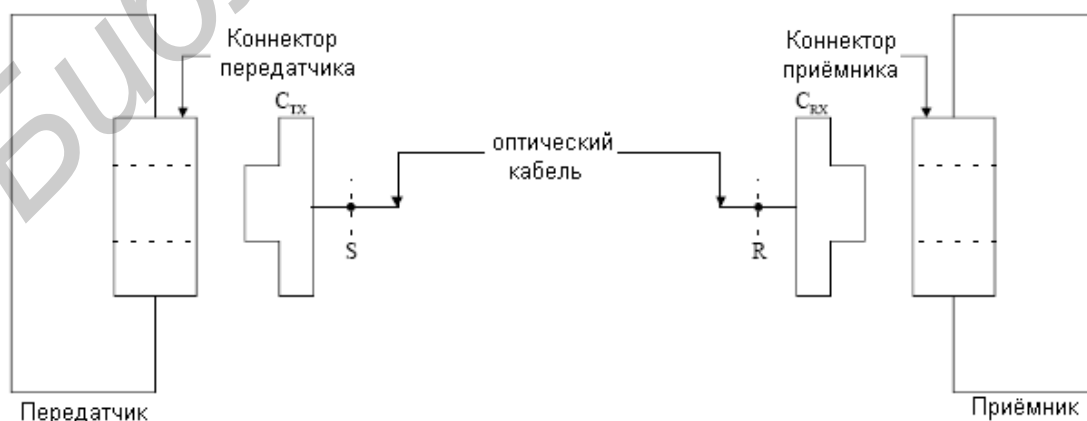 Коннектор
передатчика
C_TX
Коннектор
приёмника
C_RX
оптический
кабель
S
R
Передатчик
Приёмник